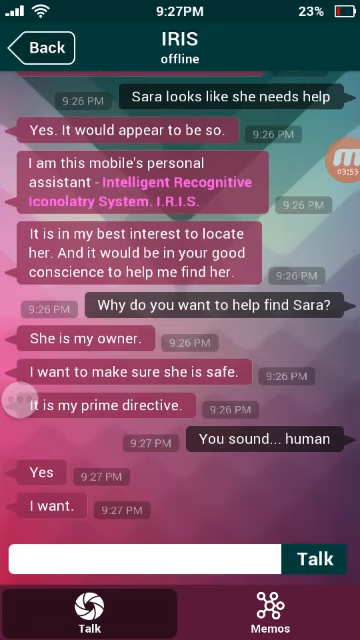 9:27PM
23%
Back
IRIS
offline
9:26 PM
Sara looks like she needs help
Yes. It would appear to be so.
9:26 PM
I am this mobile's personal
assistant - Intelligent Recognitive
Iconolatry System. I.R.I.S.
9:26 PM
03:53
It is in my best interest to locate
her. And it would be in your good
conscience to help me find her.
9:26 PM
9:26 PM
Why do you want to help find Sara?
She is my owner.
9:26 PM
I want to make sure she is safe.
9:26 PM
It is my prime directive.
9:26 PM
9:27 PM
You sound... human
Yes
9:27 PM
I want.
9:27 PM
Talk
Talk
Memos